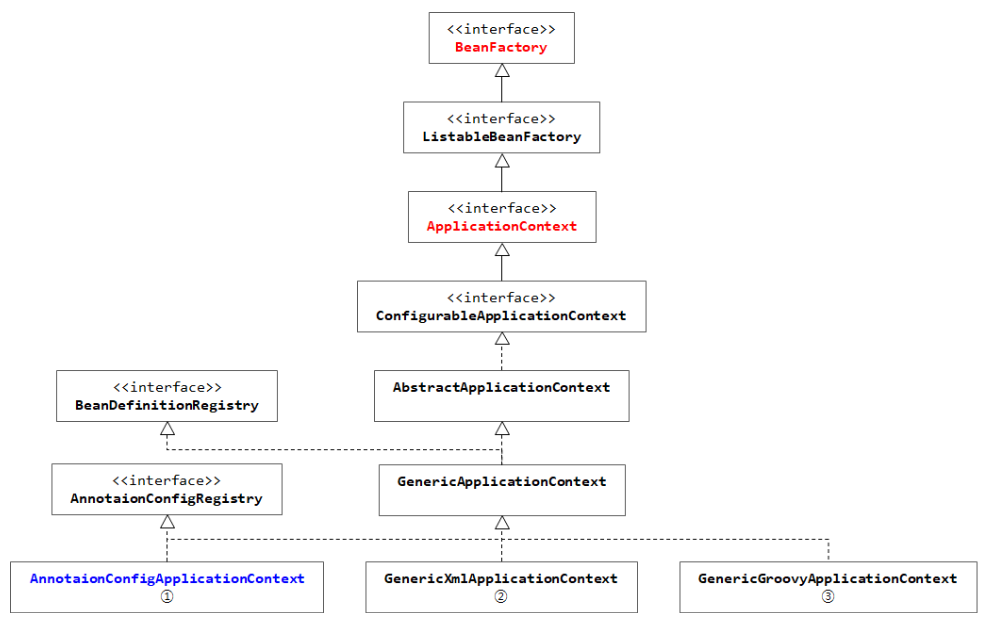 <<interface>>
BeanFactory
<<interface>>
ListableBeanFactory
<<interface>>
ApplicationContext
<<interface>>
ConfigurableApplicationContext
<<interface>>
BeanDefinitionRegistry
AbstractApplicationContext
<<interface>>
AnnotaionConfigRegistry
GenericApplicationContext
AnnotaionConfigApplicationContext
①
GenericXmlApplicationContext
②
GenericGroovyApplicationContext
③